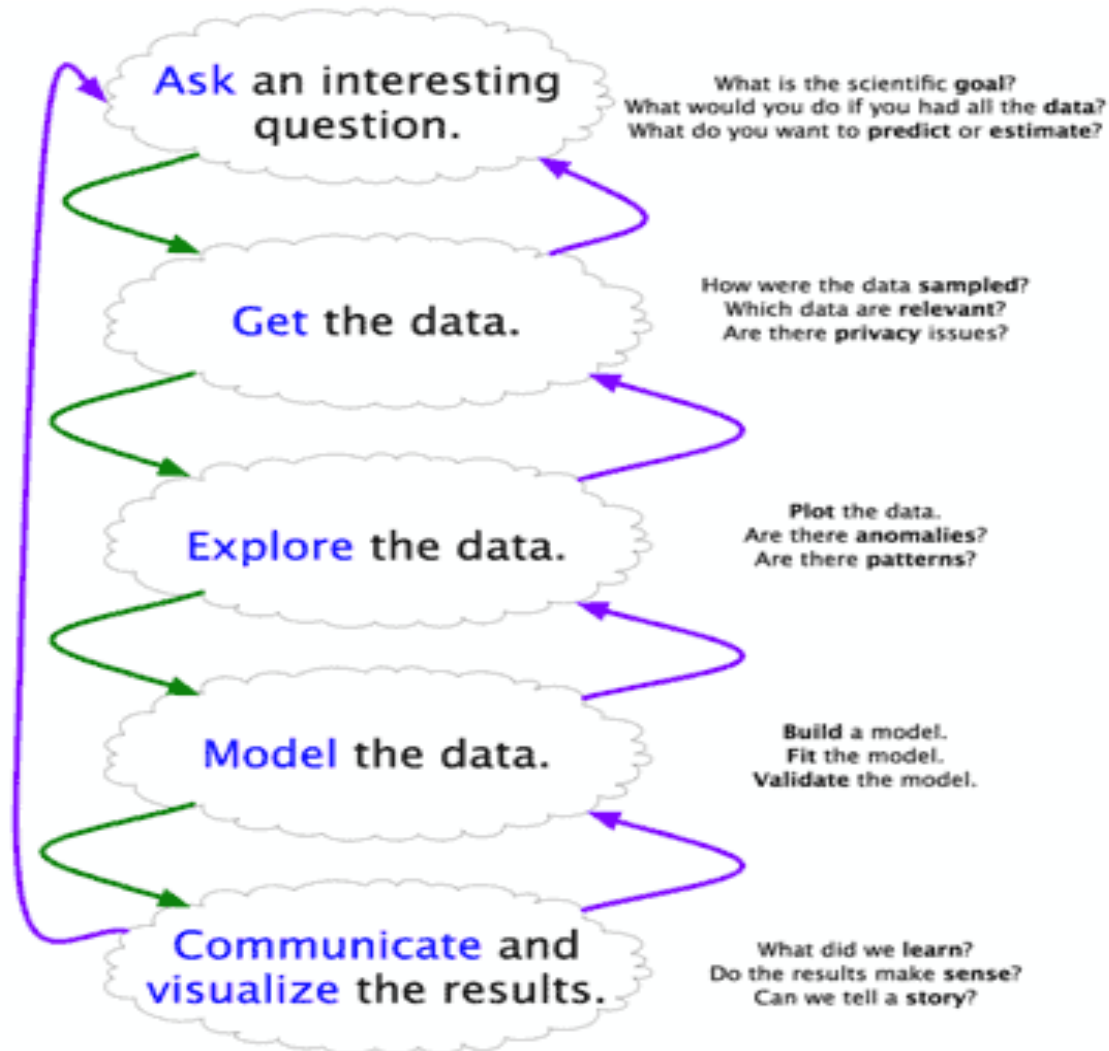 Ask an interesting
question.
What is the scientific goal?
What would you do if you had all the data?
What do you want to predict or estimate?
Get the data.
How were the data sampled?
Which data are relevant?
Are there privacy issues?
Explore the data.
Plot the data.
Are there anomalies?
Are there patterns?
Model the data.
Build a model.
Fit the model.
Validate the model.
Communicate and
visualize the results.
What did we learn?
Do the results make sense?
Can we tell a story?